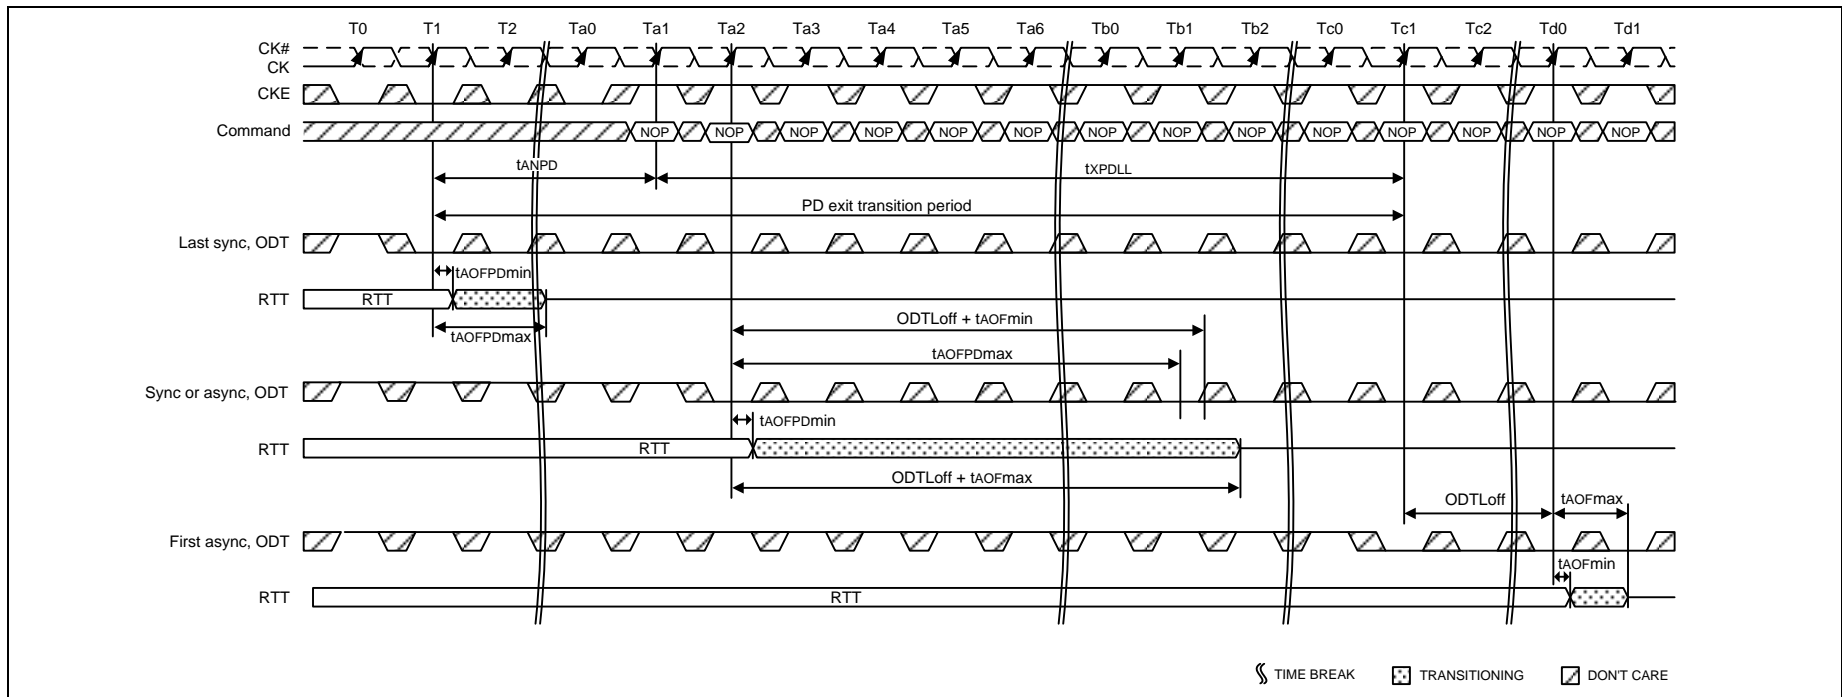 T0 T1 T2 Ta0 Ta1 Ta2 Ta3 Ta4 Ta5 Ta6 Tb0 Tb1 Tb2 Tc0 Tc1 Tc2 Td0 Td1
CK#
CK
CKE
Command NOP NOP NOP NOP NOP NOP NOP NOP NOP NOP NOP NOP NOP NOP
tANPD tXPDLL
PD exit transition period
Last sync, ODT
tAOFPDmin
RTT RTT
tAOFPDmax
ODTLoff + tAOFmin
tAOFPDmax
Sync or async, ODT
tAOFPDmin
RTT RTT
ODTLoff + tAOFmax
ODTLoff tAOFmax
First async, ODT
tAOFmin
RTT RTT
TIME BREAK TRANSITIONING DON'T CARE